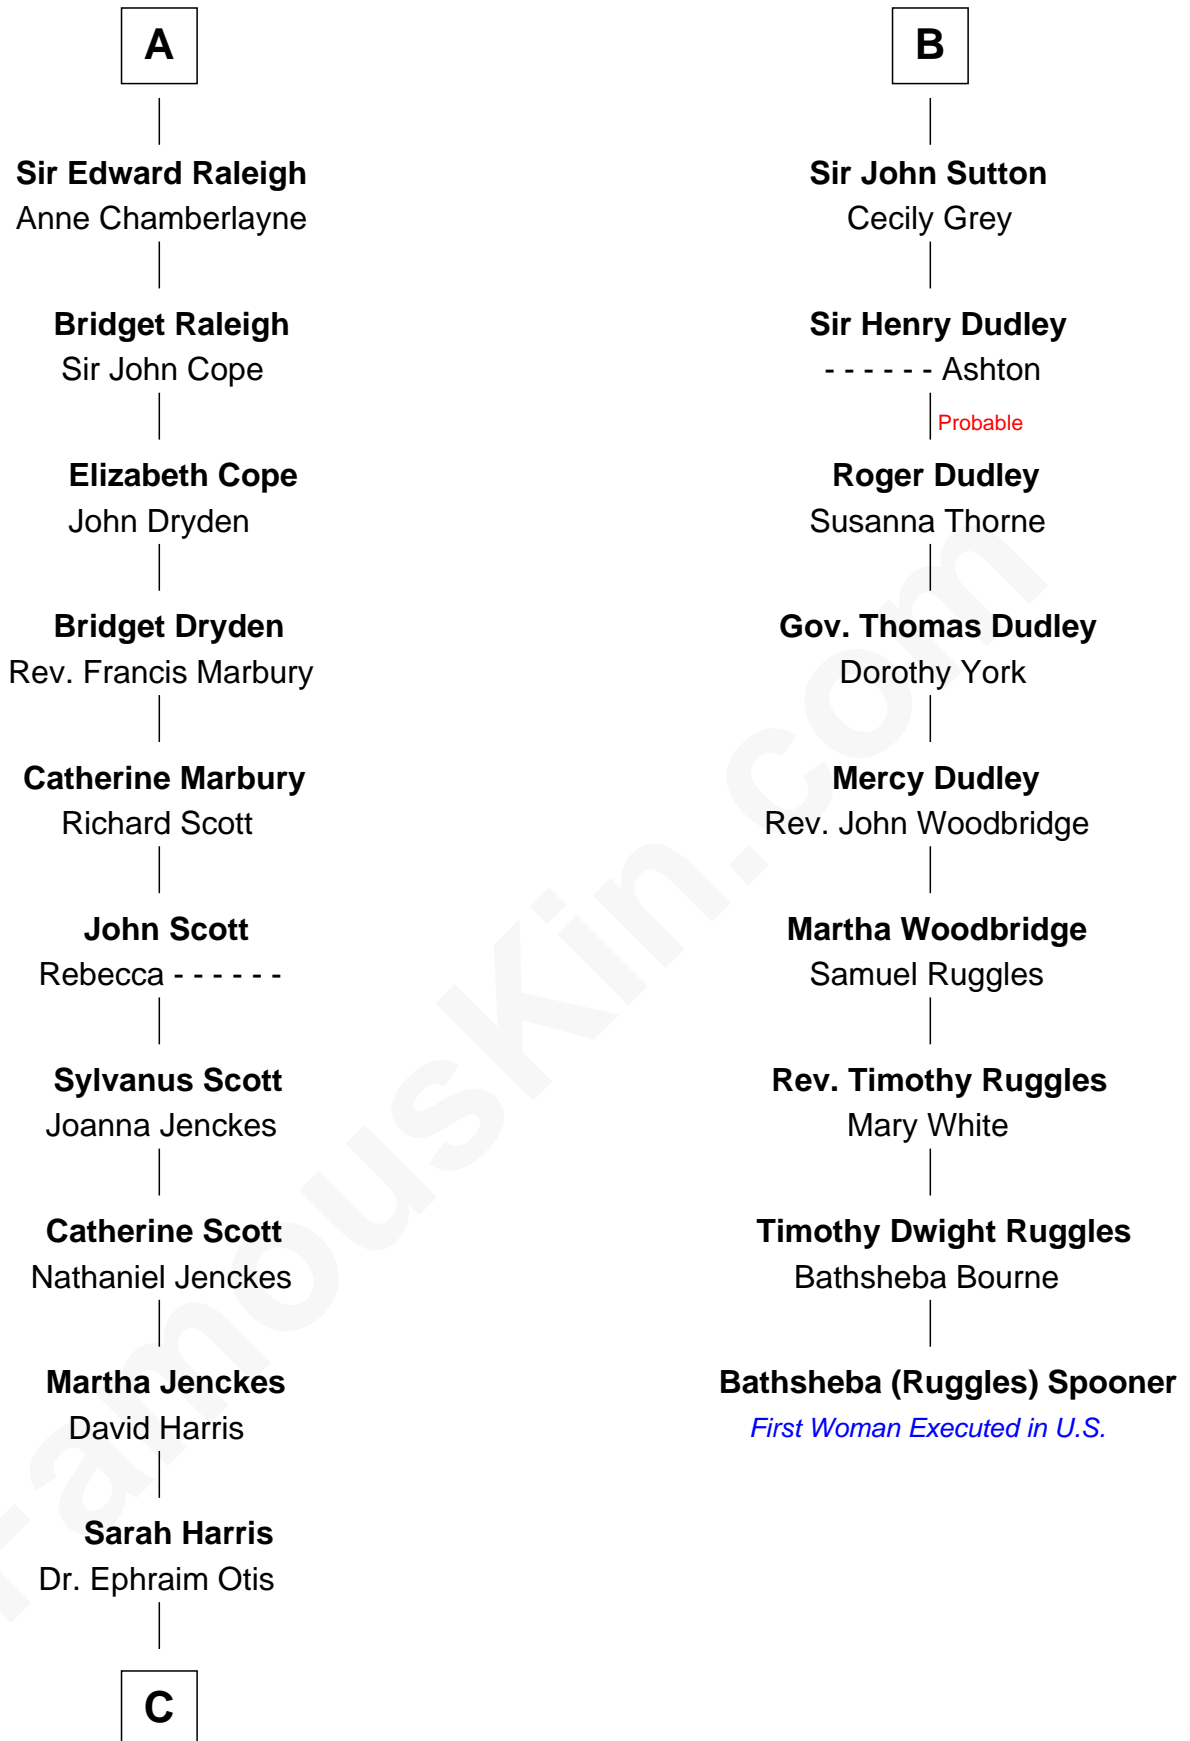 A
Sir Edward Raleigh
Anne Chamberlayne
Bridget Raleigh
Sir John Cope
Elizabeth Cope
John Dryden
Bridget Dryden
Rev. Francis Marbury
Catherine Marbury
Richard Scott
John Scott
Rebecca - - - - - -
Sylvanus Scott
Joanna Jenckes
Catherine Scott
Nathaniel Jenckes
Martha Jenckes
David Harris
Sarah Harris
Dr. Ephraim Otis
C
B
Sir John Sutton
Cecily Grey
Sir Henry Dudley
- - - - - - Ashton
Probable
Roger Dudley
Susanna Thorne
Gov. Thomas Dudley
Dorothy York
Mercy Dudley
Rev. John Woodbridge
Martha Woodbridge
Samuel Ruggles
Rev. Timothy Ruggles
Mary White
Timothy Dwight Ruggles
Bathsheba Bourne
Bathsheba (Ruggles) Spooner
First Woman Executed in U.S.
FamousKin.com